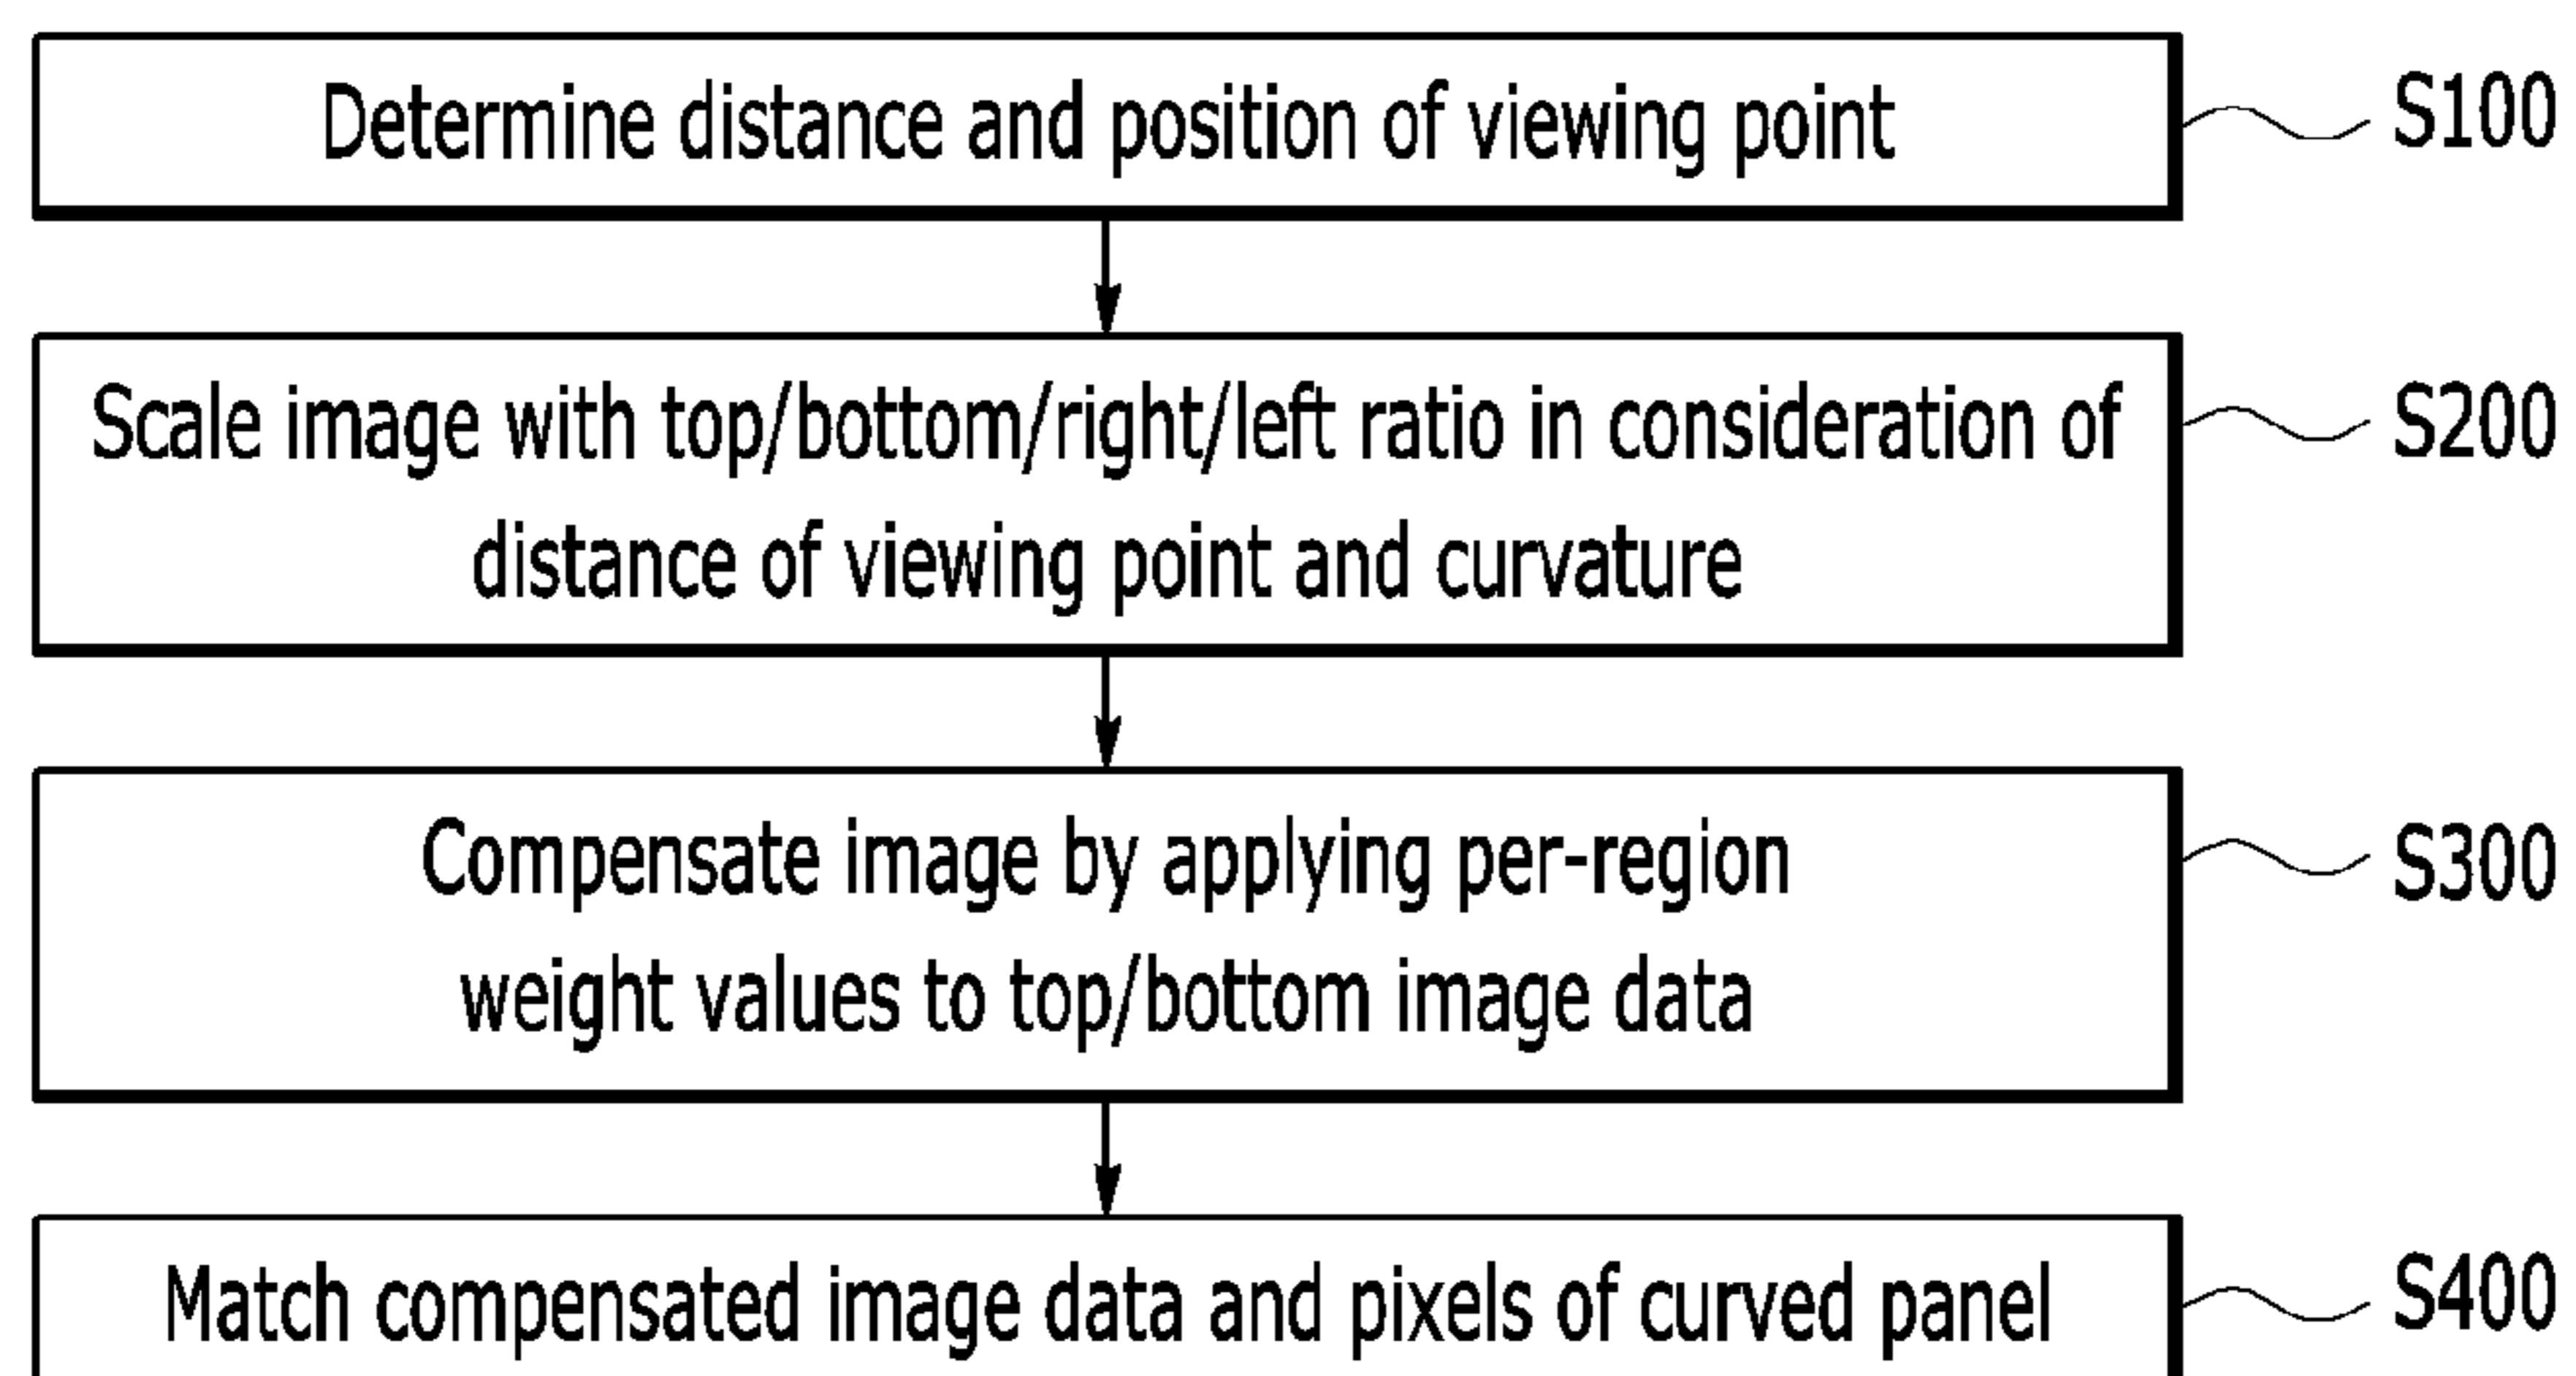 Determine distance and position of viewing point
S100
Scale image with top/bottom/right/left ratio in consideration of
distance of viewing point and curvature
S200
Compensate image by applying per-region
weight values to top/bottom image data
S300
Match compensated image data and pixels of curved panel
S400